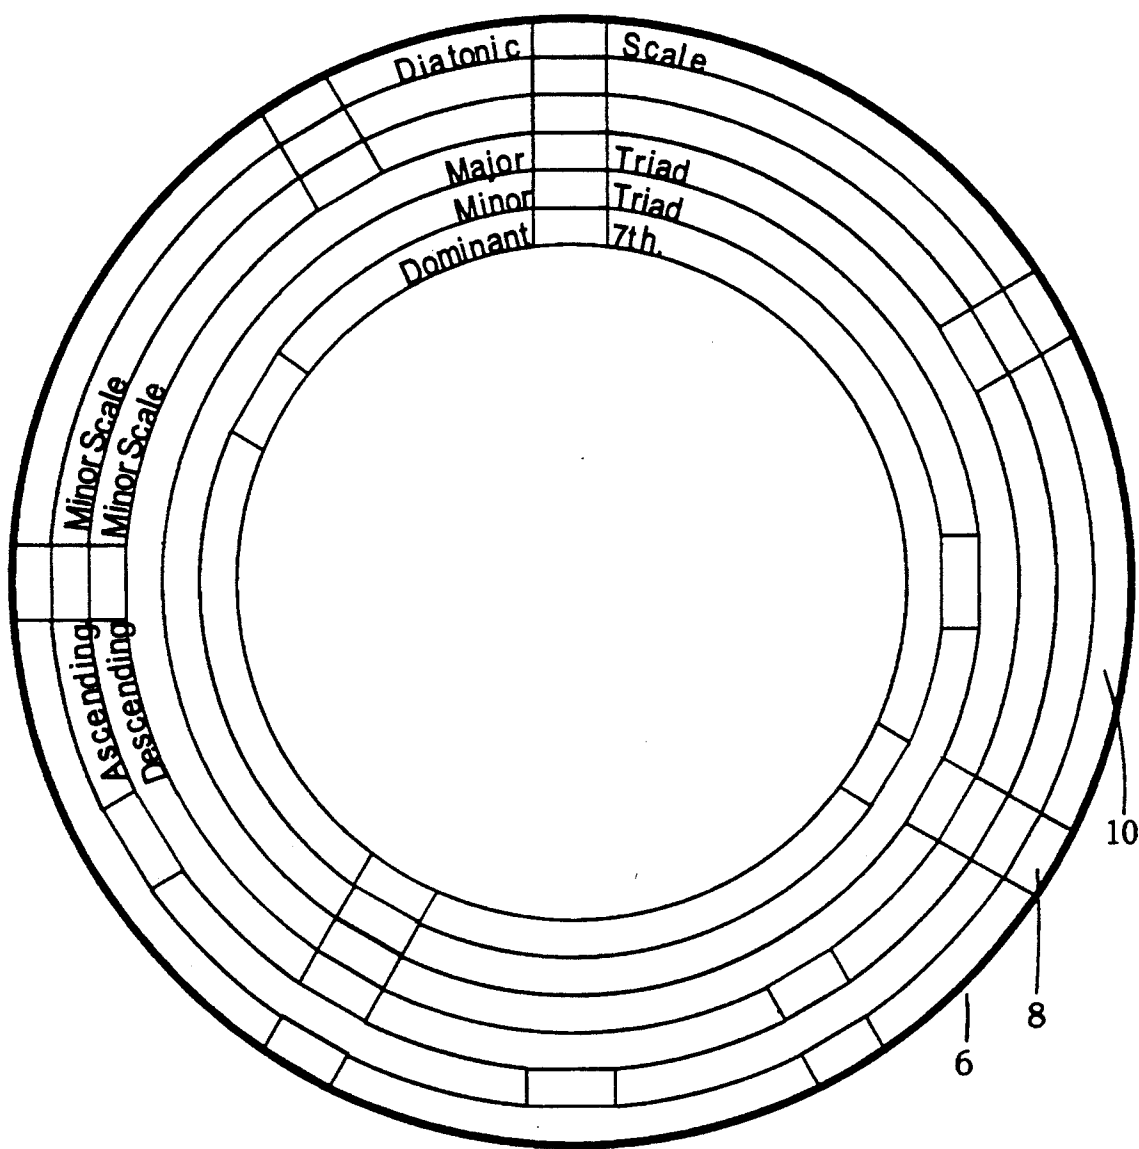 Diatonic Scale
Major Triad
Minor Triad
Dominant 7th.
Ascending Minor Scale
Descending Minor Scale
10
8
6